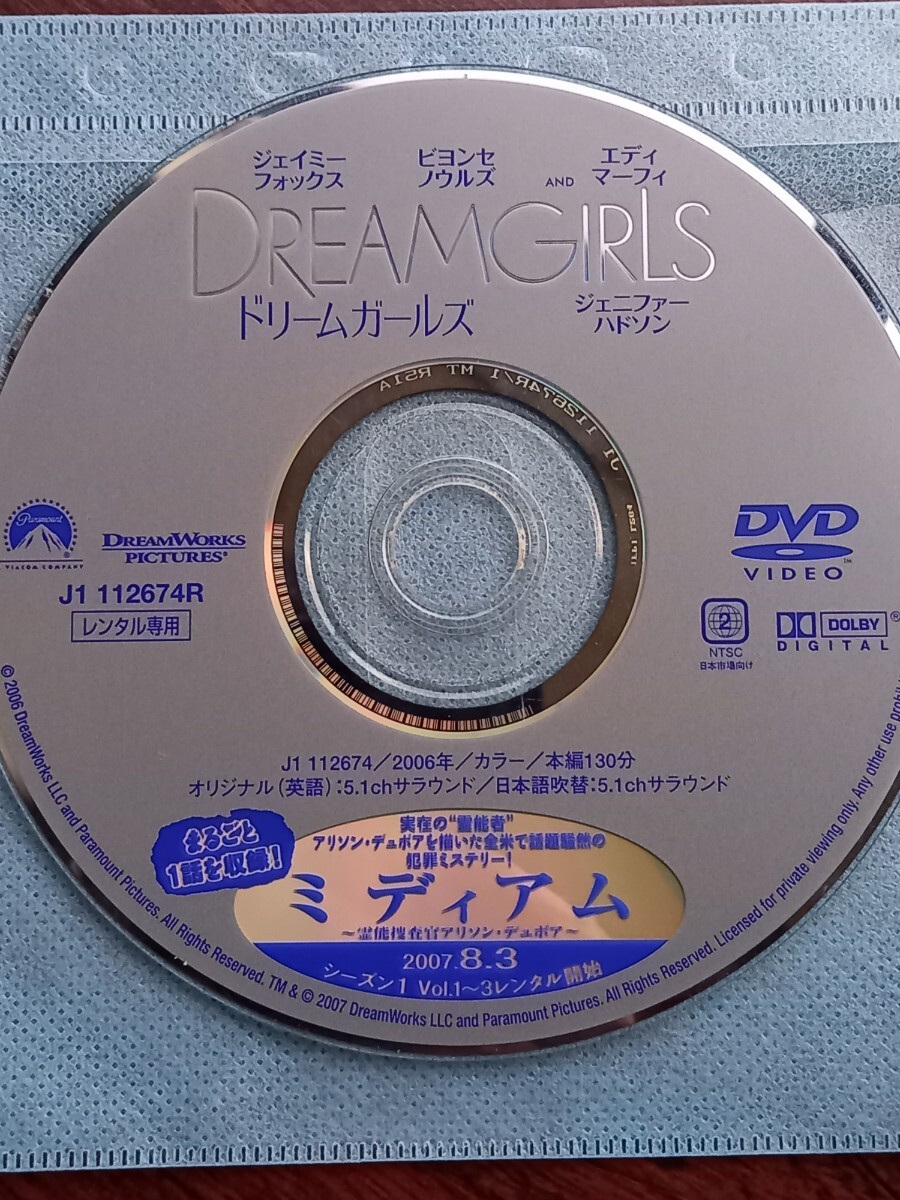 ジェイミー フォックス
ビヨンセ ノウルズ
AND
エディ マーフィ
DREAMGIRLS
ドリームガールズ
ジェニファー ハドソン
J1 112674R/1 MT R51A
Paramount
A VIACOM COMPANY
DREAMWORKS
PICTURES®
J1 112674R
レンタル専用
DVD
VIDEO
™
2
NTSC
日本市場向け
DOLBY®
DIGITAL
J1 112674／2006年／カラー／本編130分
オリジナル(英語):5.1chサラウンド／日本語吹替:5.1chサラウンド
まるごと
1話を収録!
実在の“霊能者”
アリソン・デュボアを描いた全米で話題騒然の
犯罪ミステリー!
ミディアム
～霊能捜査官アリソン・デュボア～
2007.8.3
シーズン1 Vol.1～3レンタル開始
© 2006 DreamWorks LLC and Paramount Pictures. All Rights Reserved. TM & © 2007 DreamWorks LLC and Paramount Pictures. All Rights Reserved. Licensed for private viewing only. Any other use